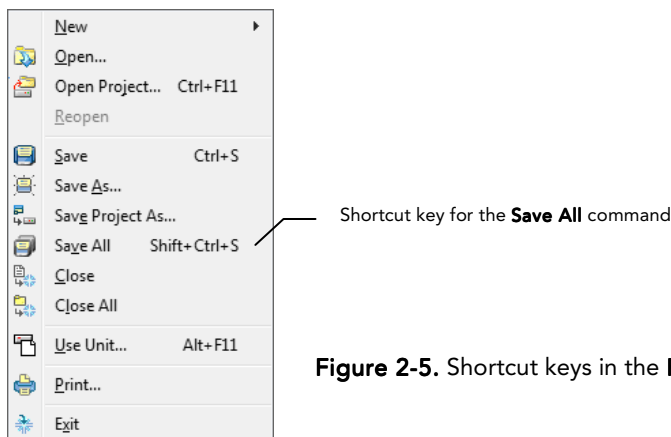 New
Open...
Open Project... Ctrl+F11
Reopen
Save Ctrl+S
Save As...
Save Project As...
Save All Shift+Ctrl+S
Shortcut key for the Save All command
Close
Close All
Use Unit... Alt+F11
Figure 2-5. Shortcut keys in the
Print...
Exit